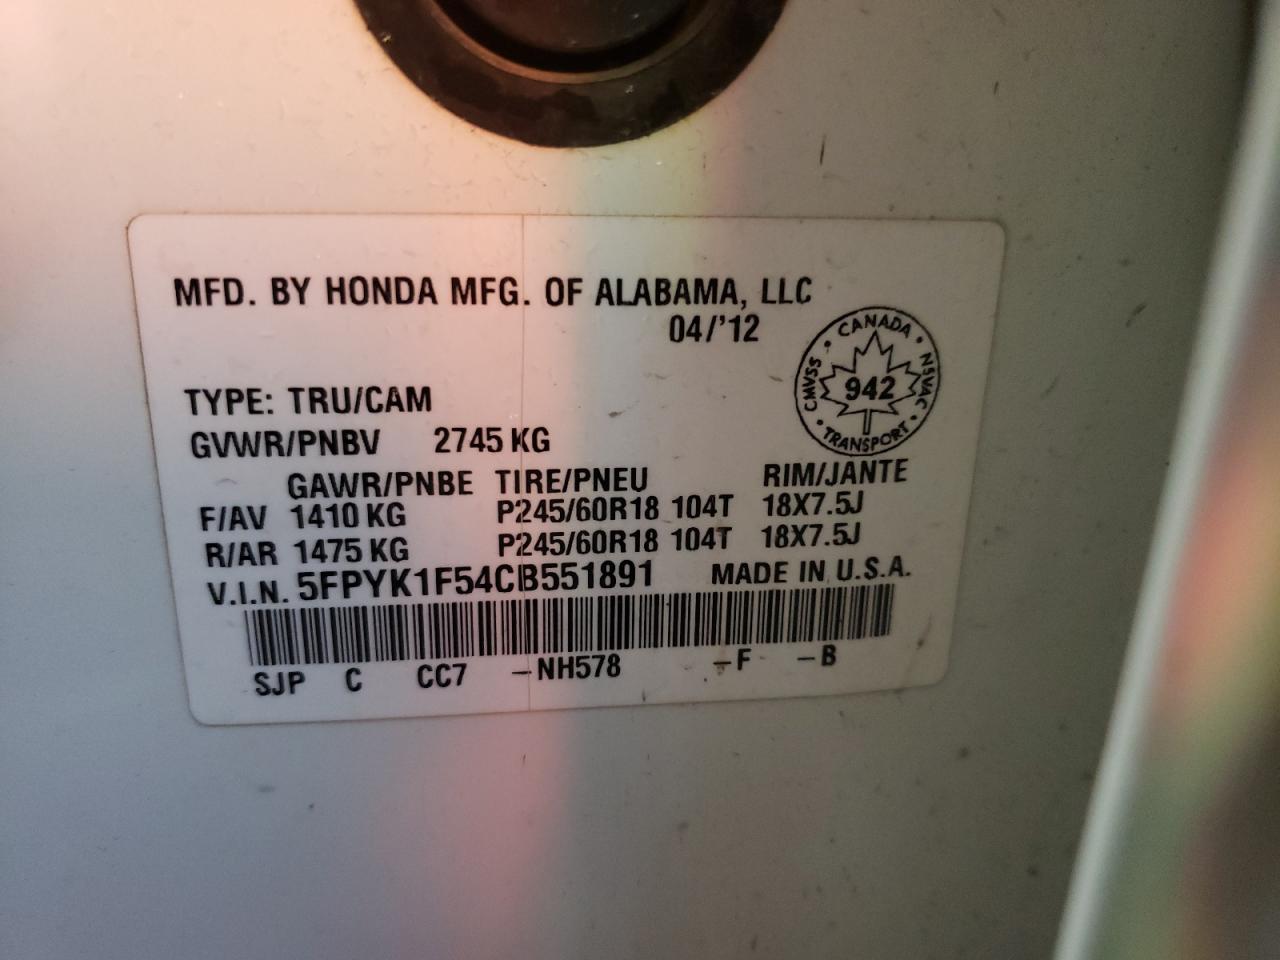 MFD. BY HONDA MFG. OF ALABAMA, LLC
04/'12
CMVSS · CANADA · NSVAC · TRANSPORT ·
942
TYPE: TRU/CAM
GVWR/PNBV 2745 KG
GAWR/PNBE TIRE/PNEU RIM/JANTE
F/AV 1410 KG P245/60R18 104T 18X7.5J
R/AR 1475 KG P245/60R18 104T 18X7.5J
V.I.N. 5FPYK1F54CB551891 MADE IN U.S.A.
SJP C CC7 -NH578 -F -B